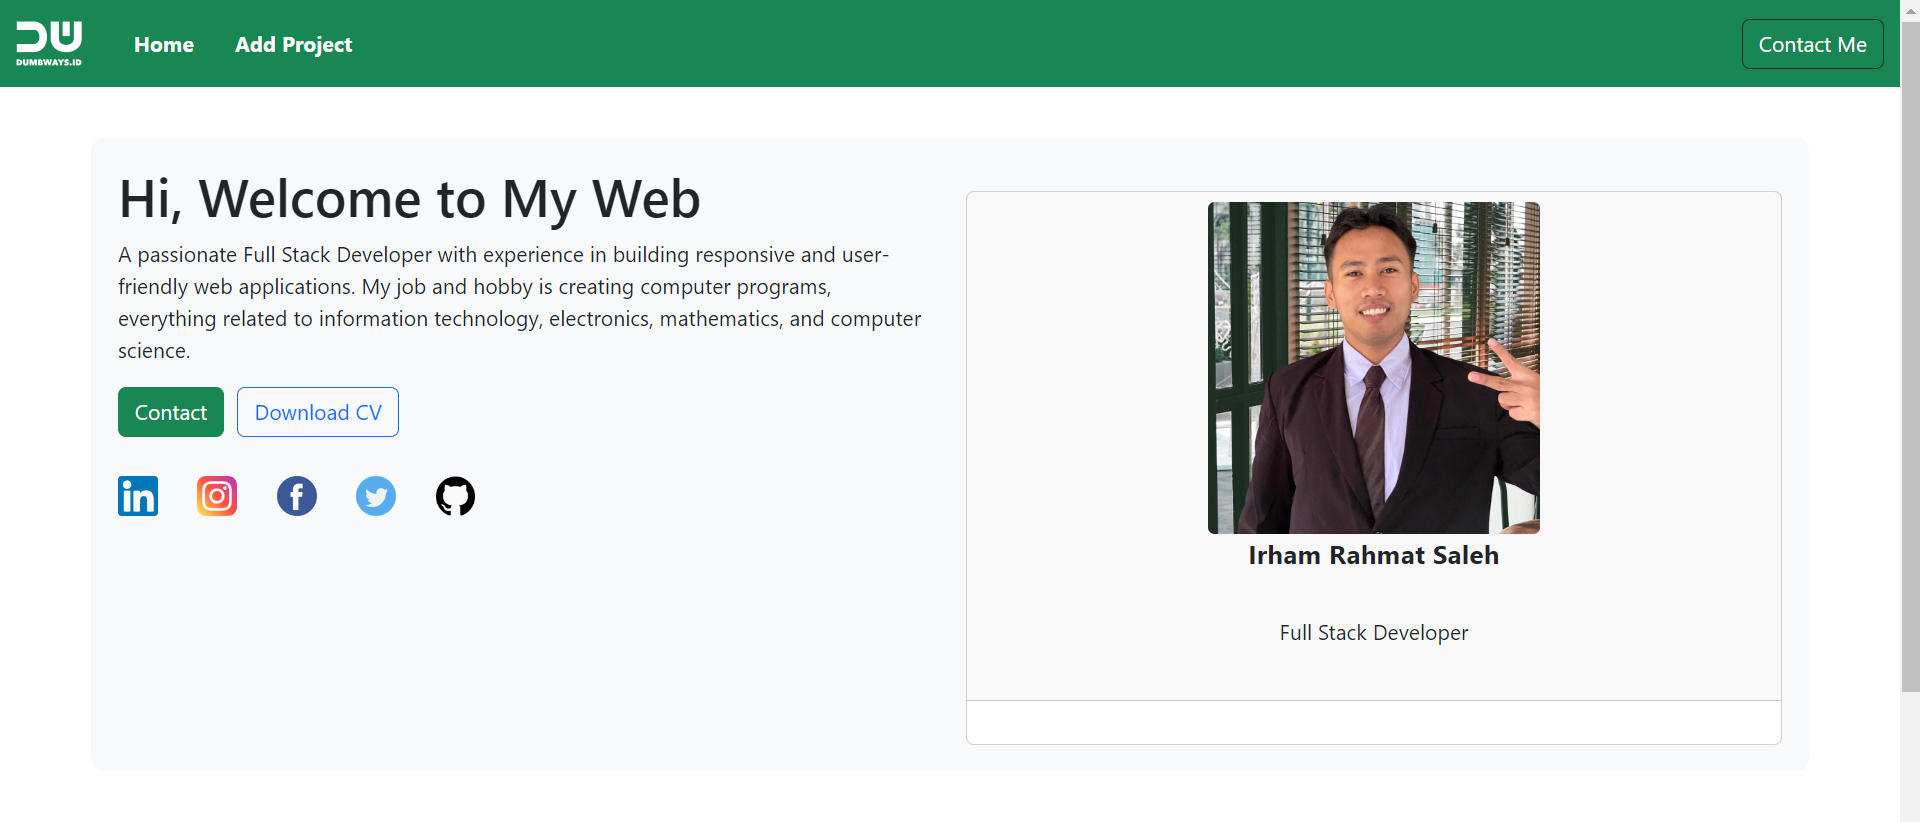 DW
DUMBWAYS.ID
Home
Add Project
Contact Me
Hi, Welcome to My Web
A passionate Full Stack Developer with experience in building responsive and user-
friendly web applications. My job and hobby is creating computer programs,
everything related to information technology, electronics, mathematics, and computer
science.
Contact
Download CV
in
f
Irham Rahmat Saleh
Full Stack Developer